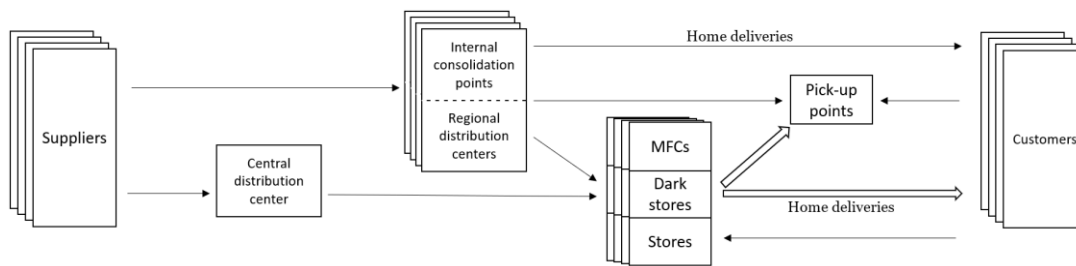 Suppliers
Central
distribution
center
Internal
consolidation
points
Regional
distribution
centers
Home deliveries
Pick-up
points
MFCs
Dark
stores
Stores
Home deliveries
Customers